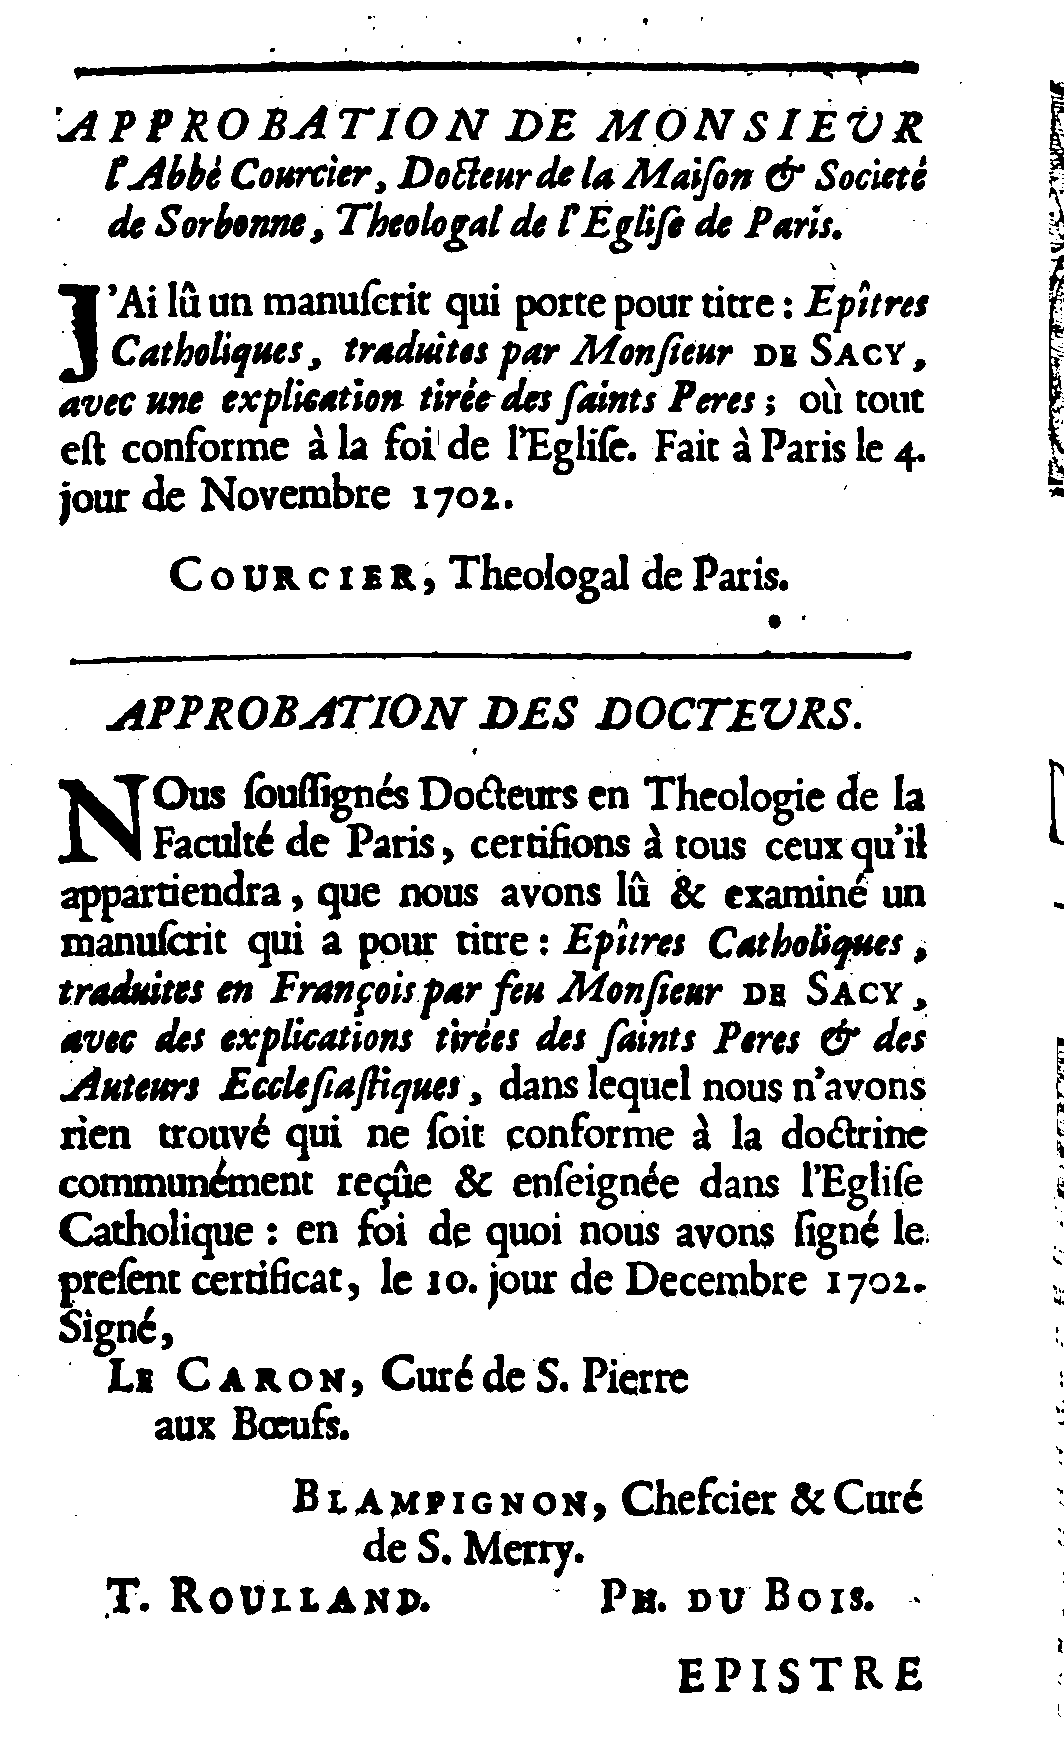 APPROBATION DE MONSIEVR
l'Abbé Courcier, Docteur de la Maiſon & Societé
de Sorbonne, Theologal de l'Egliſe de Paris.
J'Ai lû un manuſcrit qui porte pour titre : Epîtres
Catholiques, traduites par Monſieur DE SACY,
avec une explication tirée des ſaints Peres ; où tout
eſt conforme à la foi de l'Egliſe. Fait à Paris le 4.
jour de Novembre 1702.
COURCIER, Theologal de Paris.
APPROBATION DES DOCTEVRS.
NOus ſouſſignés Docteurs en Theologie de la
Faculté de Paris, certifions à tous ceux qu'il
appartiendra, que nous avons lû & examiné un
manuſcrit qui a pour titre : Epîtres Catholiques,
traduites en François par feu Monſieur DE SACY,
avec des explications tirées des ſaints Peres & des
Auteurs Eccleſiaſtiques, dans lequel nous n'avons
rien trouvé qui ne ſoit conforme à la doctrine
communément reçûe & enſeignée dans l'Egliſe
Catholique : en foi de quoi nous avons ſigné le
preſent certificat, le 10. jour de Decembre 1702.
Signé,
LE CARON, Curé de S. Pierre
aux Bœufs.
BLAMPIGNON, Chefcier & Curé
de S. Merry.
T. ROULLAND. PH. DU BOIS.
EPISTRE